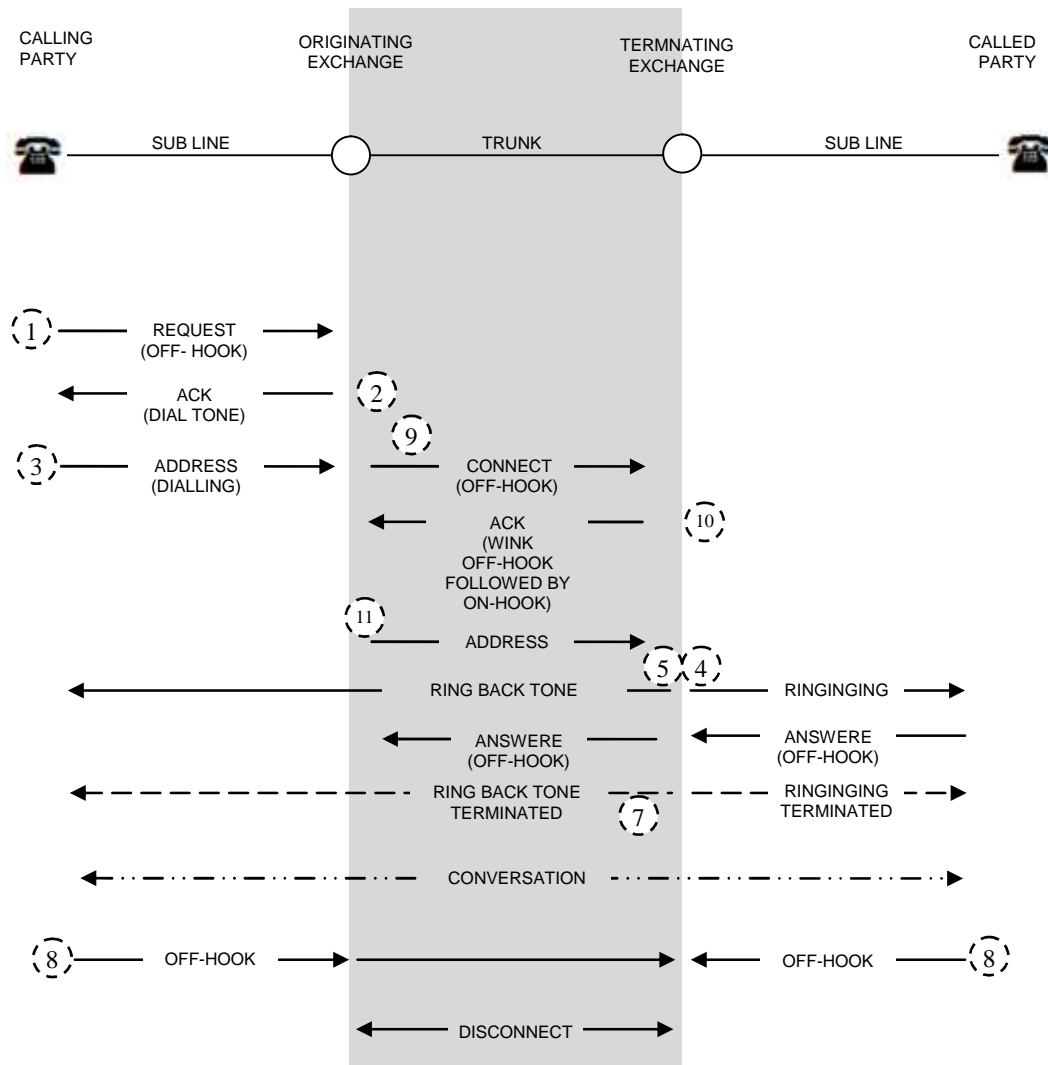 CALLING
PARTY
ORIGINATING
EXCHANGE
TERMNATING
EXCHANGE
CALLED
PARTY
SUB LINE
TRUNK
SUB LINE
1
REQUEST
(OFF- HOOK)
ACK
(DIAL TONE)
2
9
3
ADDRESS
(DIALLING)
CONNECT
(OFF-HOOK)
ACK
(WINK
OFF-HOOK
FOLLOWED BY
ON-HOOK)
10
11
ADDRESS
5
4
RING BACK TONE
RINGINGING
ANSWERE
(OFF-HOOK)
ANSWERE
(OFF-HOOK)
RING BACK TONE
TERMINATED
7
RINGINGING
TERMINATED
CONVERSATION
8
OFF-HOOK
OFF-HOOK
8
DISCONNECT